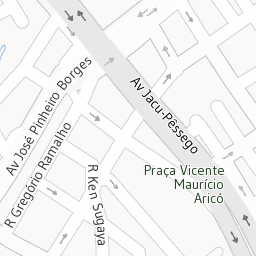 Av José Pinheiro Borges
Av Jacu-Pêssego
R Gregório Ramalho
R Ken Sugaya
Praça Vicente
Maurício
Aricó